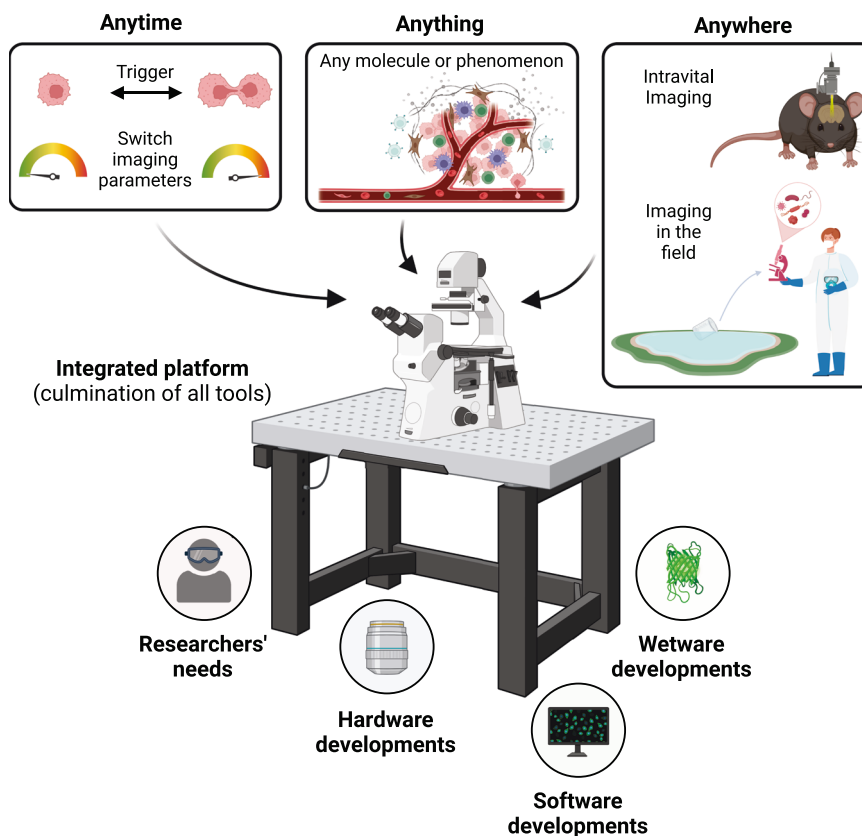 Anytime
Trigger
Switch
imaging
parameters
Anything
Any molecule or phenomenon
Anywhere
Intravital
Imaging
Imaging
in the
field
Integrated platform
(culmination of all tools)
Researchers'
needs
Hardware
developments
Wetware
developments
Software
developments